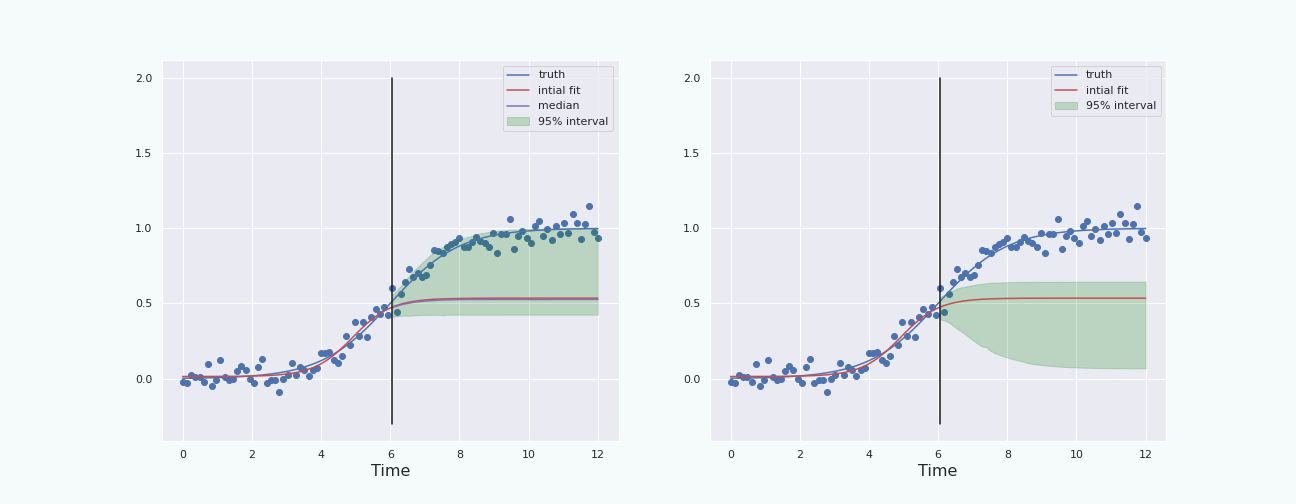 2.0
1.5
1.0
0.5
0.0
truth
intial fit
median
95% interval
0 2 4 6 8 10 12
Time
2.0
1.5
1.0
0.5
0.0
truth
intial fit
95% interval
0 2 4 6 8 10 12
Time